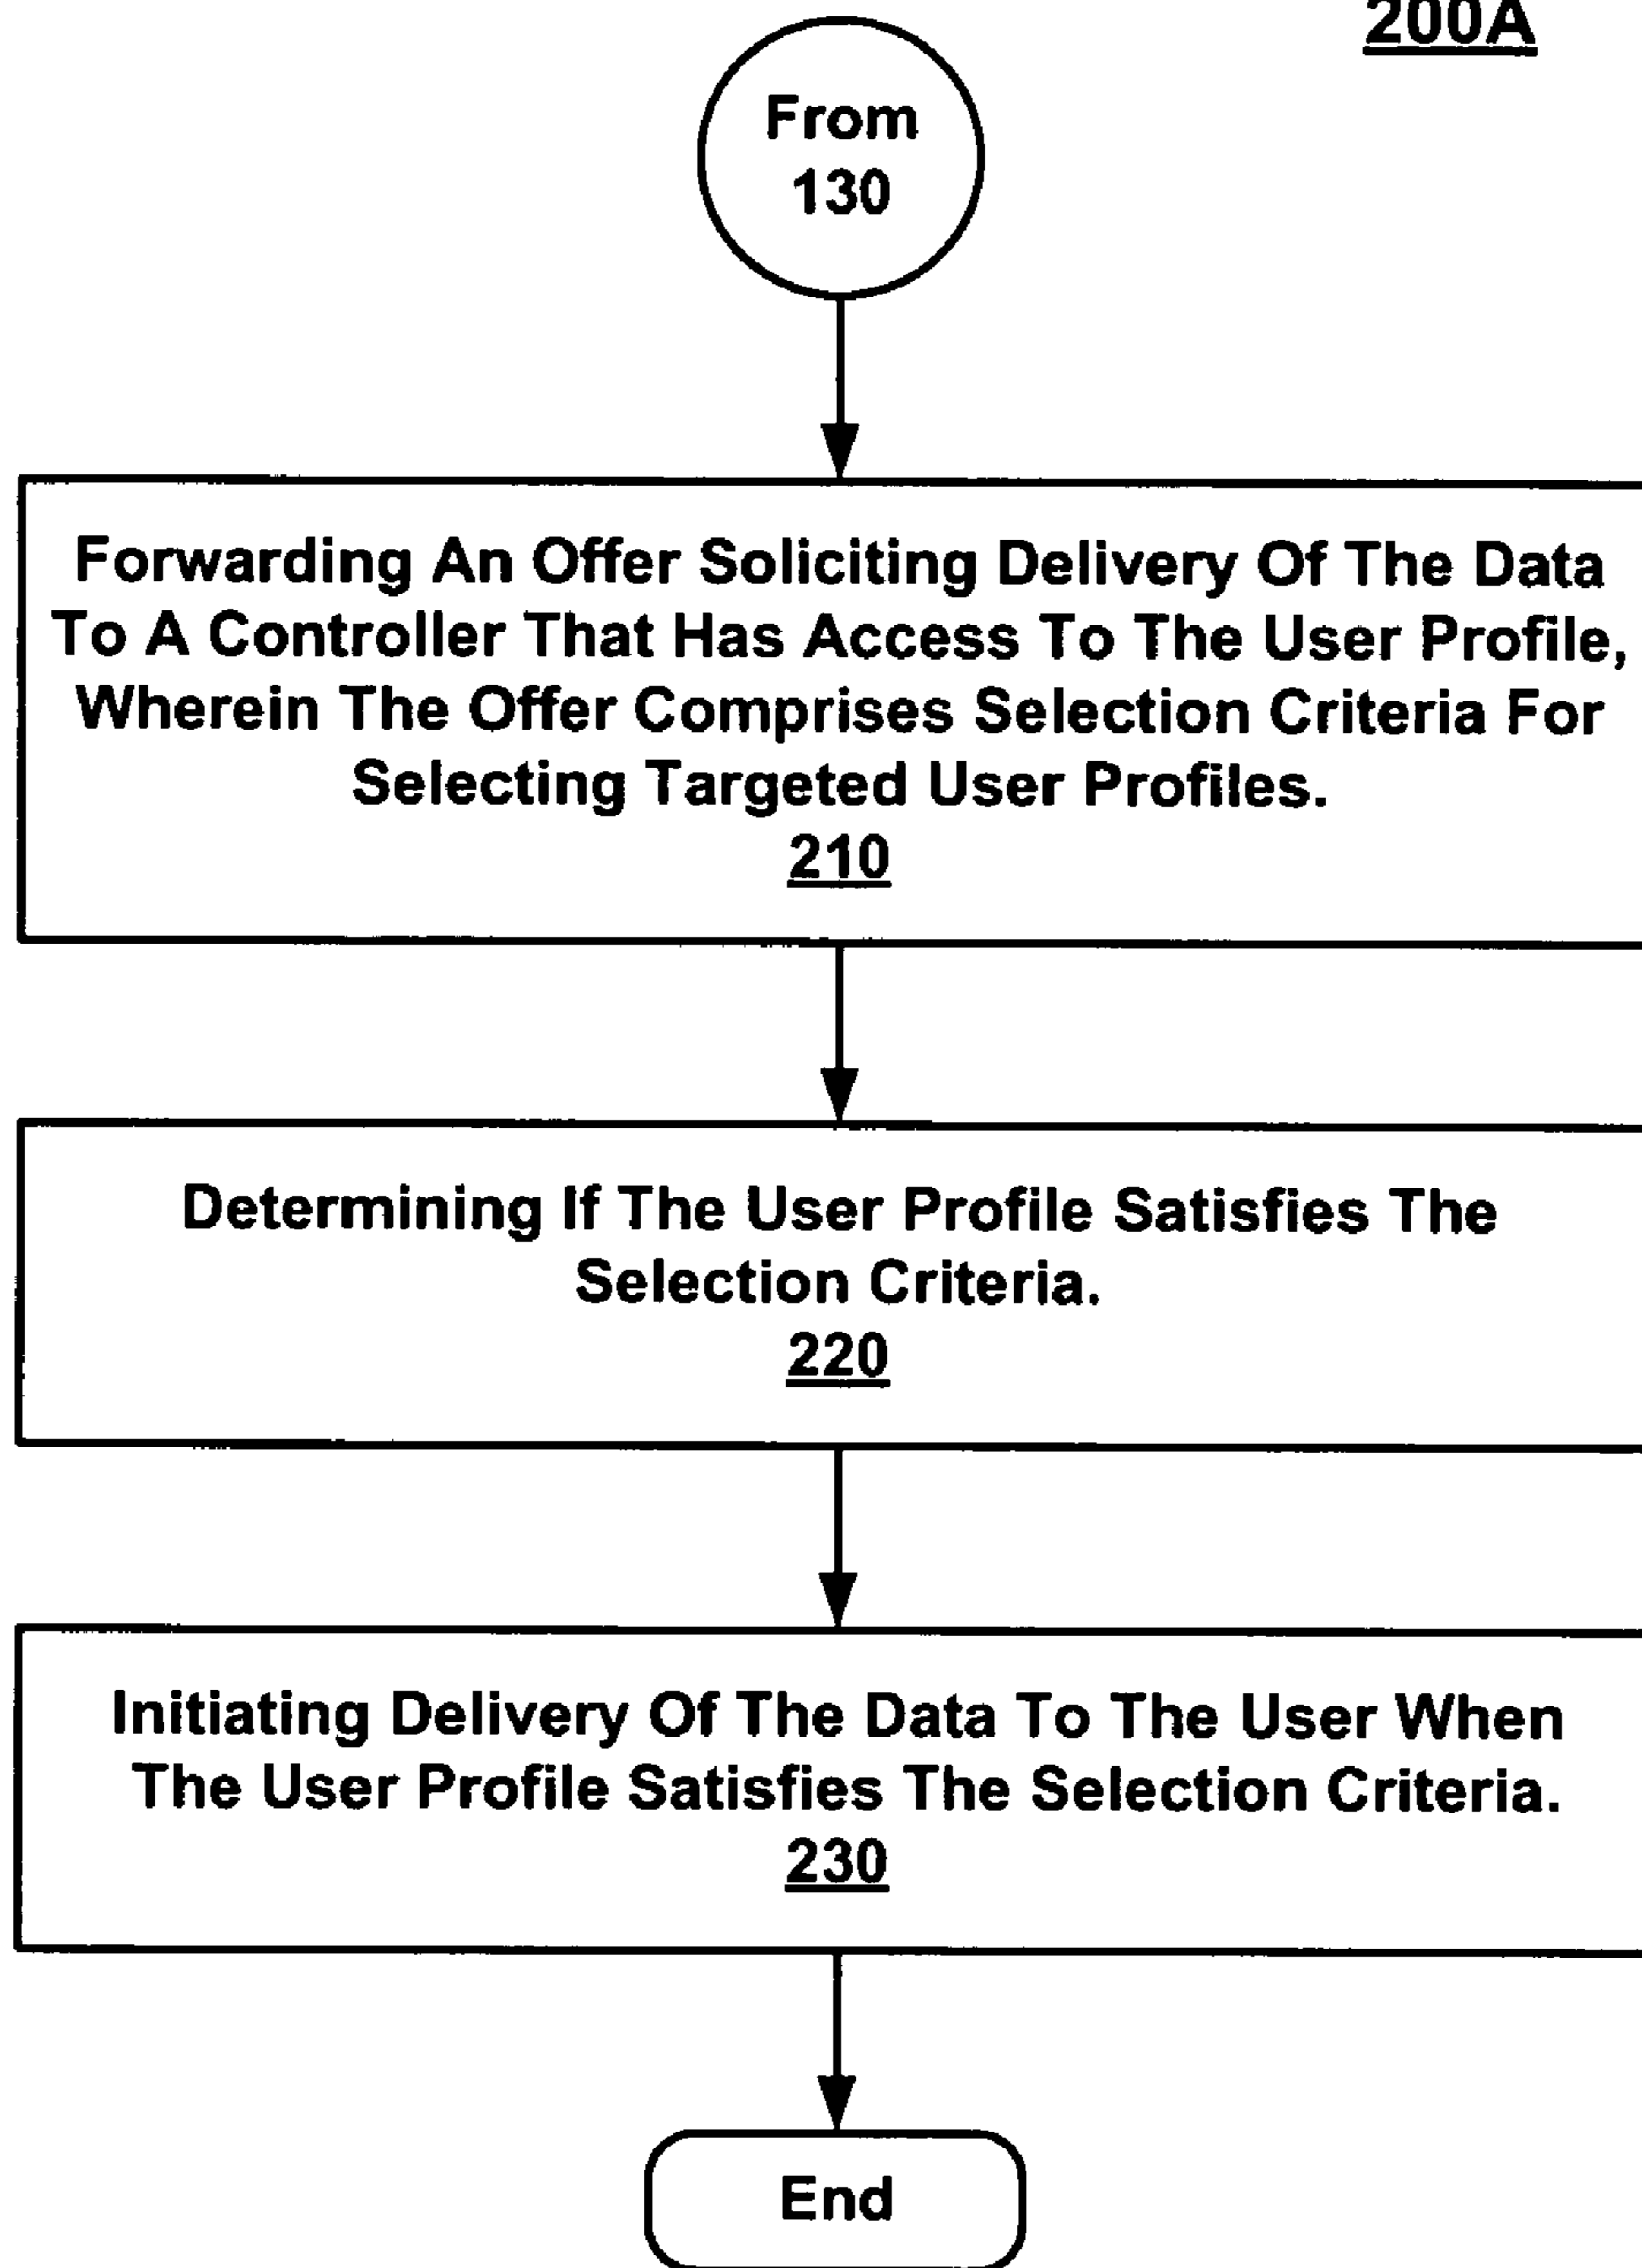 200A
From
130
Forwarding An Offer Soliciting Delivery Of The Data
To A Controller That Has Access To The User Profile,
Wherein The Offer Comprises Selection Criteria For
Selecting Targeted User Profiles.
210
Determining If The User Profile Satisfies The
Selection Criteria.
220
Initiating Delivery Of The Data To The User When
The User Profile Satisfies The Selection Criteria.
230
End